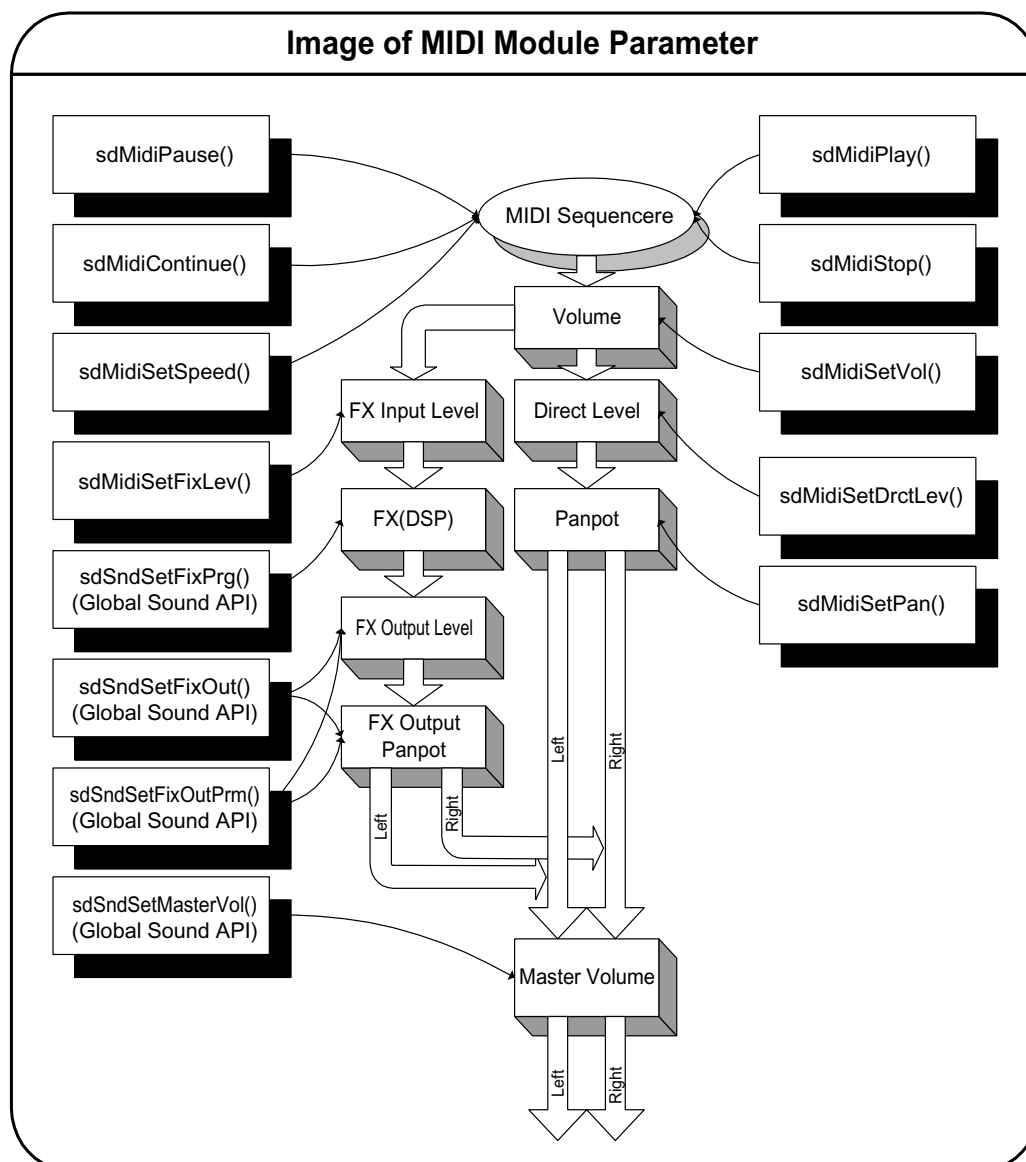 Image of MIDI Module Parameter
sdMidiPause()
sdMidiPlay()
MIDI Sequencere
sdMidiContinue()
sdMidiStop()
Volume
sdMidiSetSpeed()
sdMidiSetVol()
FX Input Level
Direct Level
sdMidiSetFixLev()
sdMidiSetDrctLev()
FX(DSP)
Panpot
sdSndSetFixPrg()
(Global Sound API)
sdMidiSetPan()
FX Output Level
sdSndSetFixOut()
(Global Sound API)
FX Output
Panpot
Left
Right
sdSndSetFixOutPrm()
(Global Sound API)
Left
Right
sdSndSetMasterVol()
(Global Sound API)
Master Volume
Left
Right